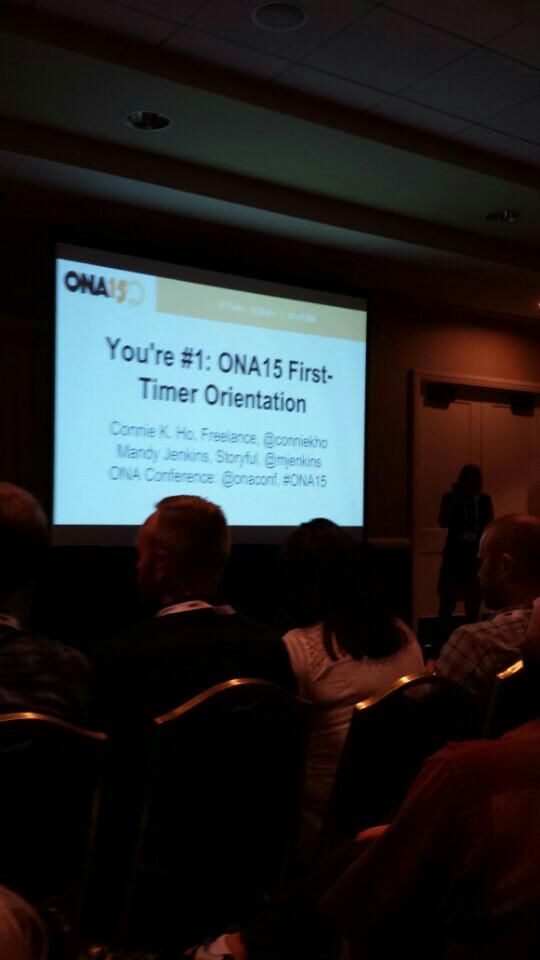 ONA15
You're #1: ONA15 First-
Timer Orientation
Connie K. Ho, Freelance, @conniekho
Mandy Jenkins, Storyful, @mjenkins
ONA Conference: @onaconf, #ONA15